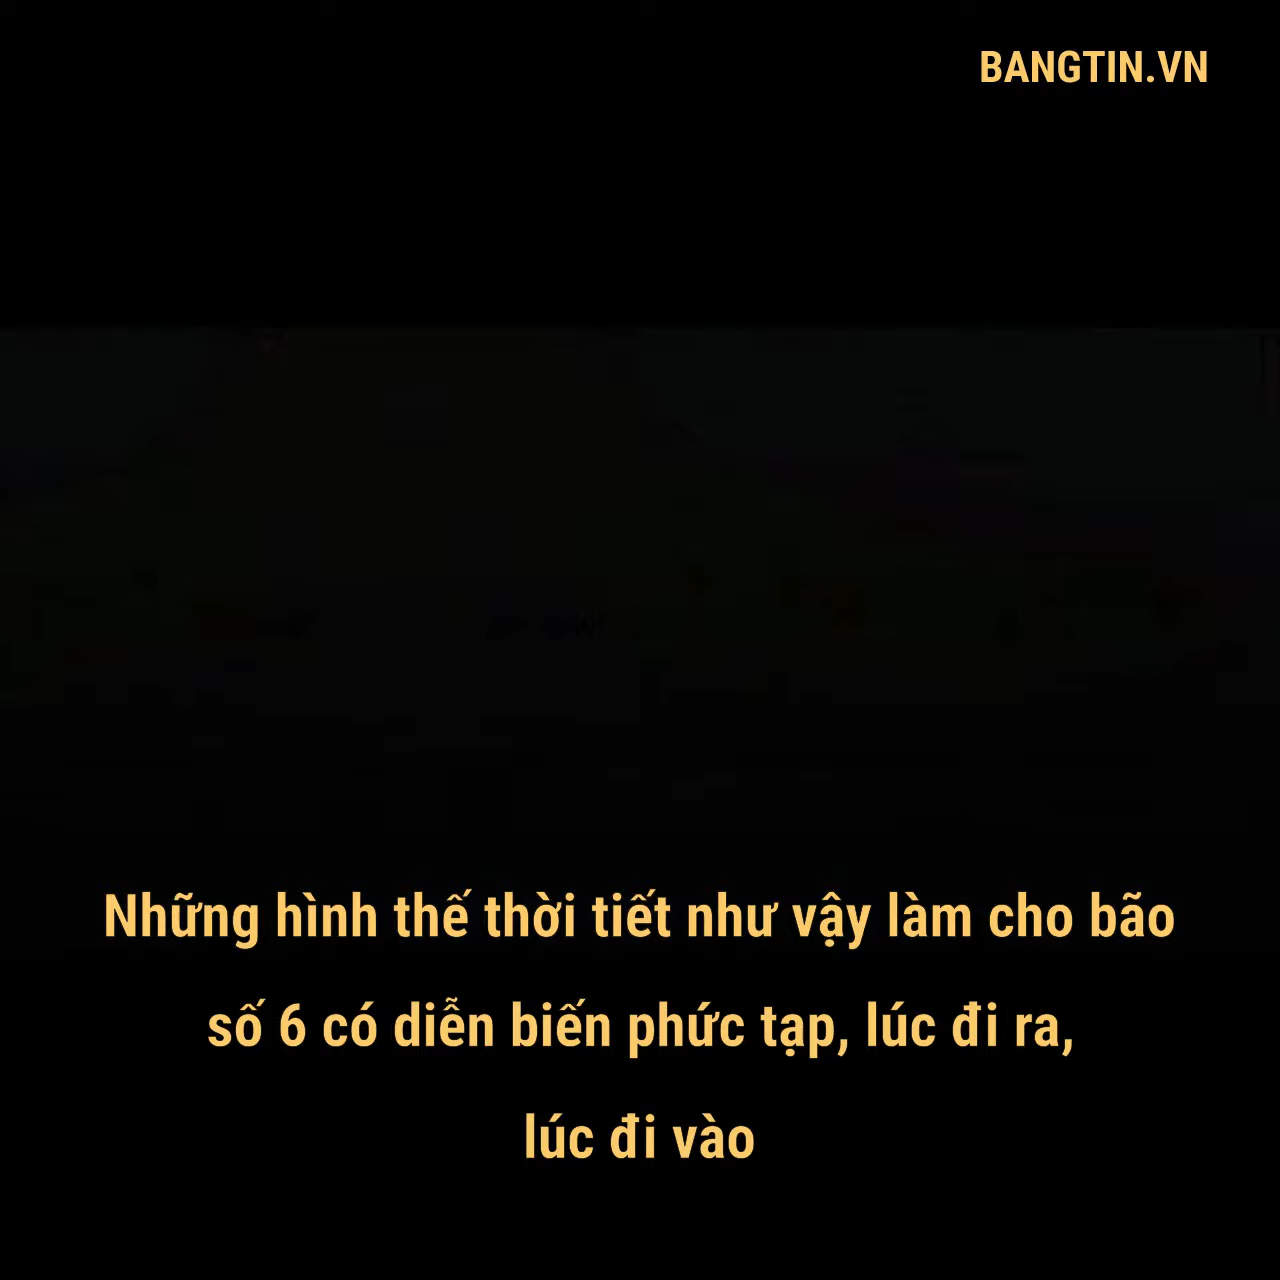 BANGTIN.VN
Những hình thế thời tiết như vậy làm cho bão
số 6 có diễn biến phức tạp, lúc đi ra,
lúc đi vào